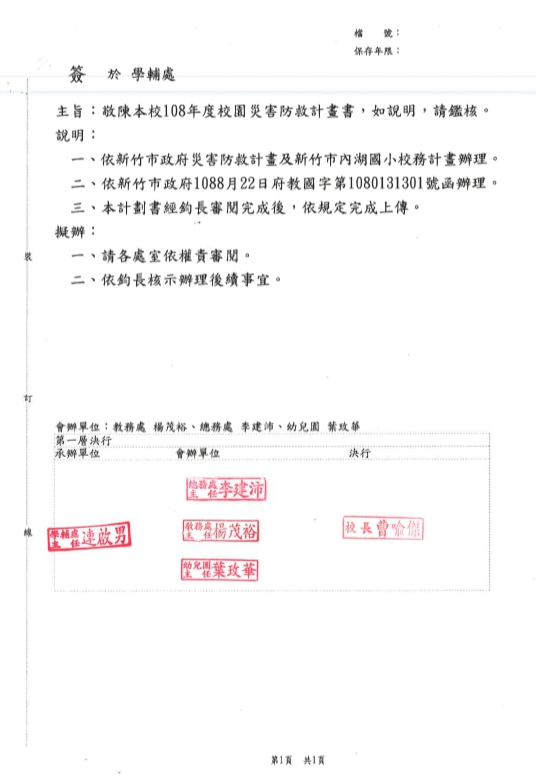 檔　號：
保存年限：
簽　於 學輔處
主旨：敬陳本校108年度校園災害防救計畫書，如說明，請鑑核。
說明：
一、依新竹市政府災害防救計畫及新竹市內湖國小校務計畫辦理。
二、依新竹市政府1088月22日府教國字第1080131301號函辦理。
三、本計劃書經鈞長審閱完成後，依規定完成上傳。
擬辦：
一、請各處室依權責審閱。
二、依鈞長核示辦理後續事宜。
裝
訂
線
會辦單位：教務處 楊茂裕、總務處 李建沛、幼兒園 葉玫華
第一層決行
承辦單位　會辦單位　決行
總務處主任李建沛
學輔處主任連啟男
教務處主任楊茂裕
校長曾喻傑
幼兒園主任葉玫華
第1頁　共1頁